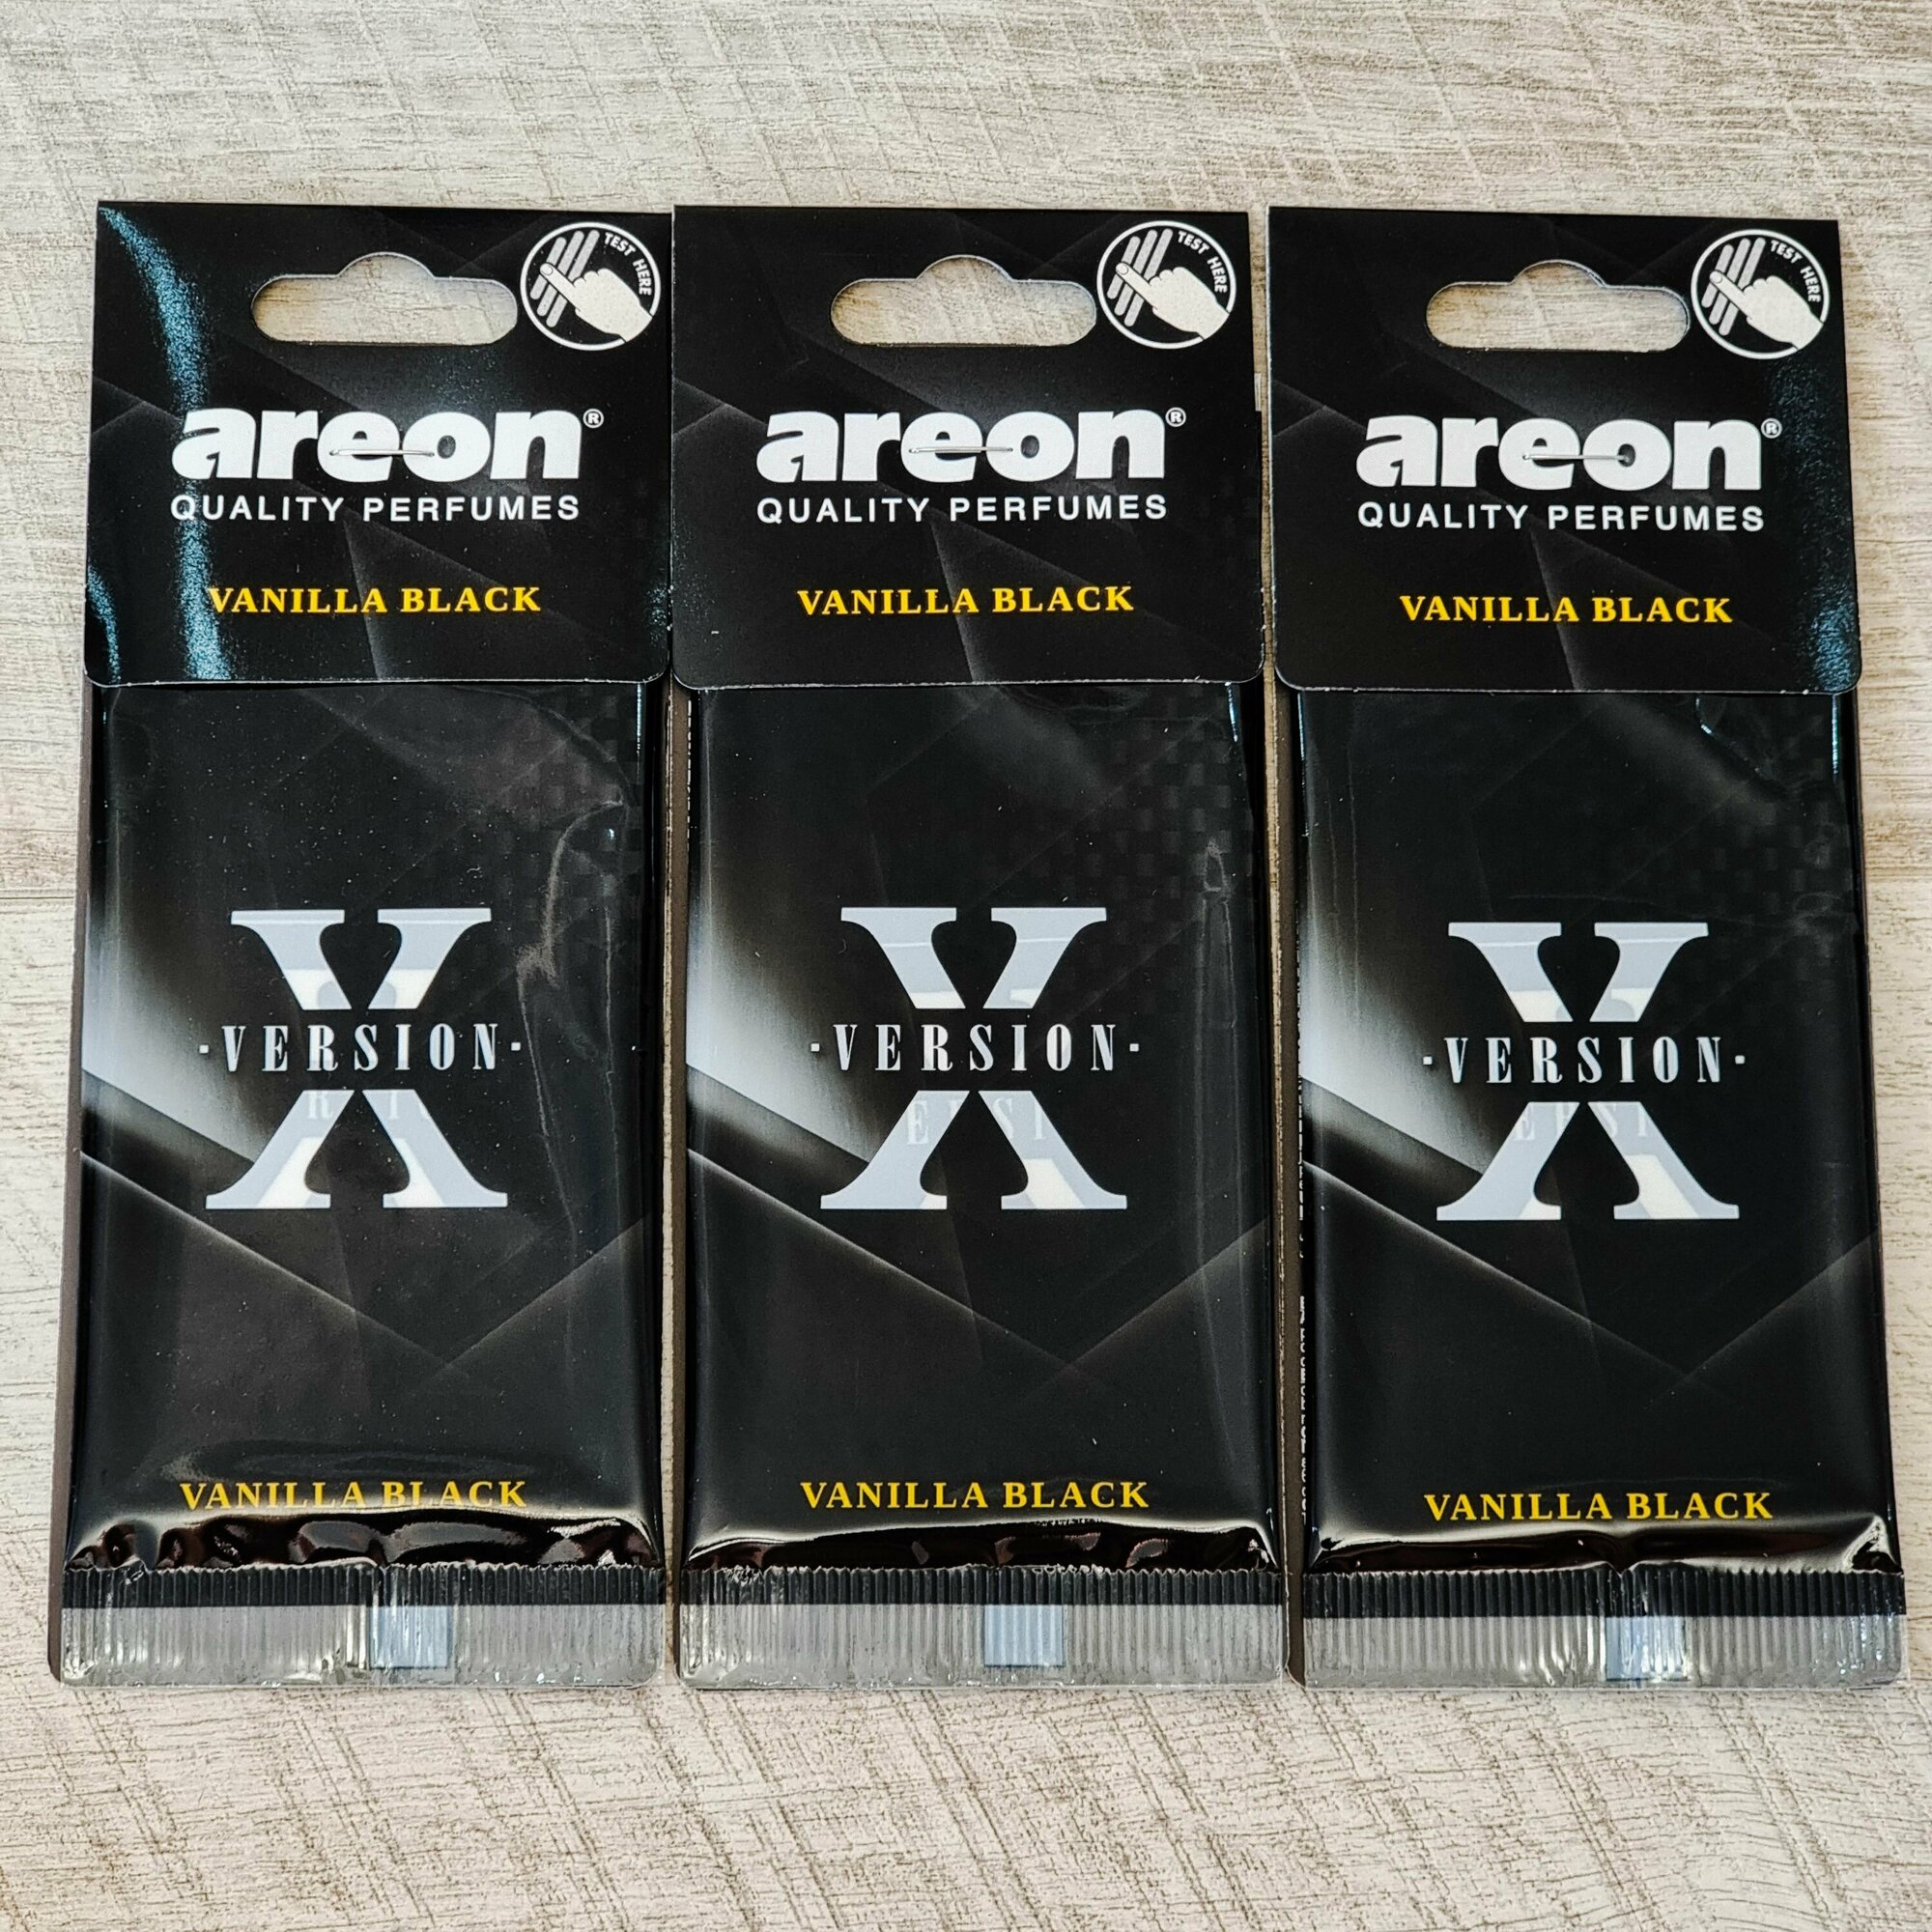 TEST HERE
areon®
QUALITY PERFUMES
VANILLA BLACK
X
·VERSION·
VANILLA BLACK
TEST HERE
areon®
QUALITY PERFUMES
VANILLA BLACK
X
·VERSION·
VANILLA BLACK
TEST HERE
areon®
QUALITY PERFUMES
VANILLA BLACK
X
·VERSION·
VANILLA BLACK